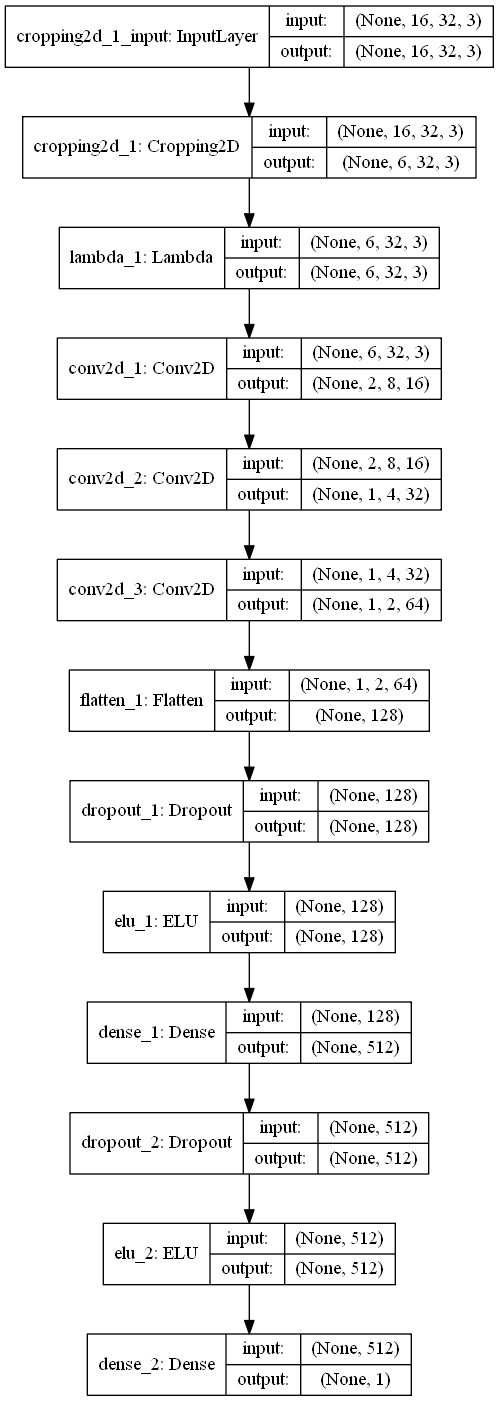 cropping2d_1_input: InputLayer
input: (None, 16, 32, 3)
output: (None, 16, 32, 3)
cropping2d_1: Cropping2D
input: (None, 16, 32, 3)
output: (None, 6, 32, 3)
lambda_1: Lambda
input: (None, 6, 32, 3)
output: (None, 6, 32, 3)
conv2d_1: Conv2D
input: (None, 6, 32, 3)
output: (None, 2, 8, 16)
conv2d_2: Conv2D
input: (None, 2, 8, 16)
output: (None, 1, 4, 32)
conv2d_3: Conv2D
input: (None, 1, 4, 32)
output: (None, 1, 2, 64)
flatten_1: Flatten
input: (None, 1, 2, 64)
output: (None, 128)
dropout_1: Dropout
input: (None, 128)
output: (None, 128)
elu_1: ELU
input: (None, 128)
output: (None, 128)
dense_1: Dense
input: (None, 128)
output: (None, 512)
dropout_2: Dropout
input: (None, 512)
output: (None, 512)
elu_2: ELU
input: (None, 512)
output: (None, 512)
dense_2: Dense
input: (None, 512)
output: (None, 1)